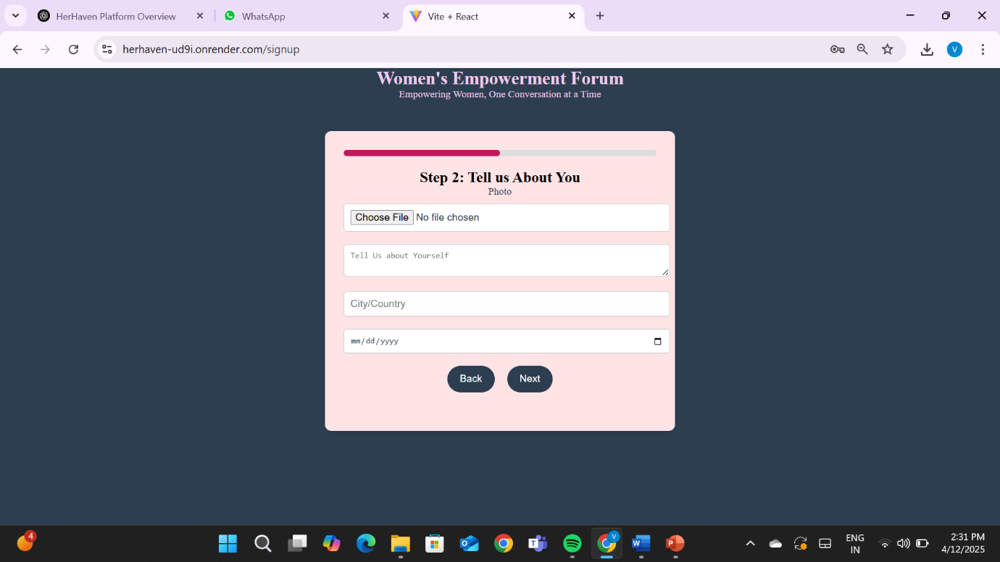 HerHaven Platform Overview
WhatsApp
Vite + React
herhaven-ud9i.onrender.com/signup
V
Women's Empowerment Forum
Empowering Women, One Conversation at a Time
Step 2: Tell us About You
Photo
Choose File No file chosen
Tell Us about Yourself
City/Country
mm/dd/yyyy
Back
Next
4
ENG
IN
2:31 PM
4/12/2025